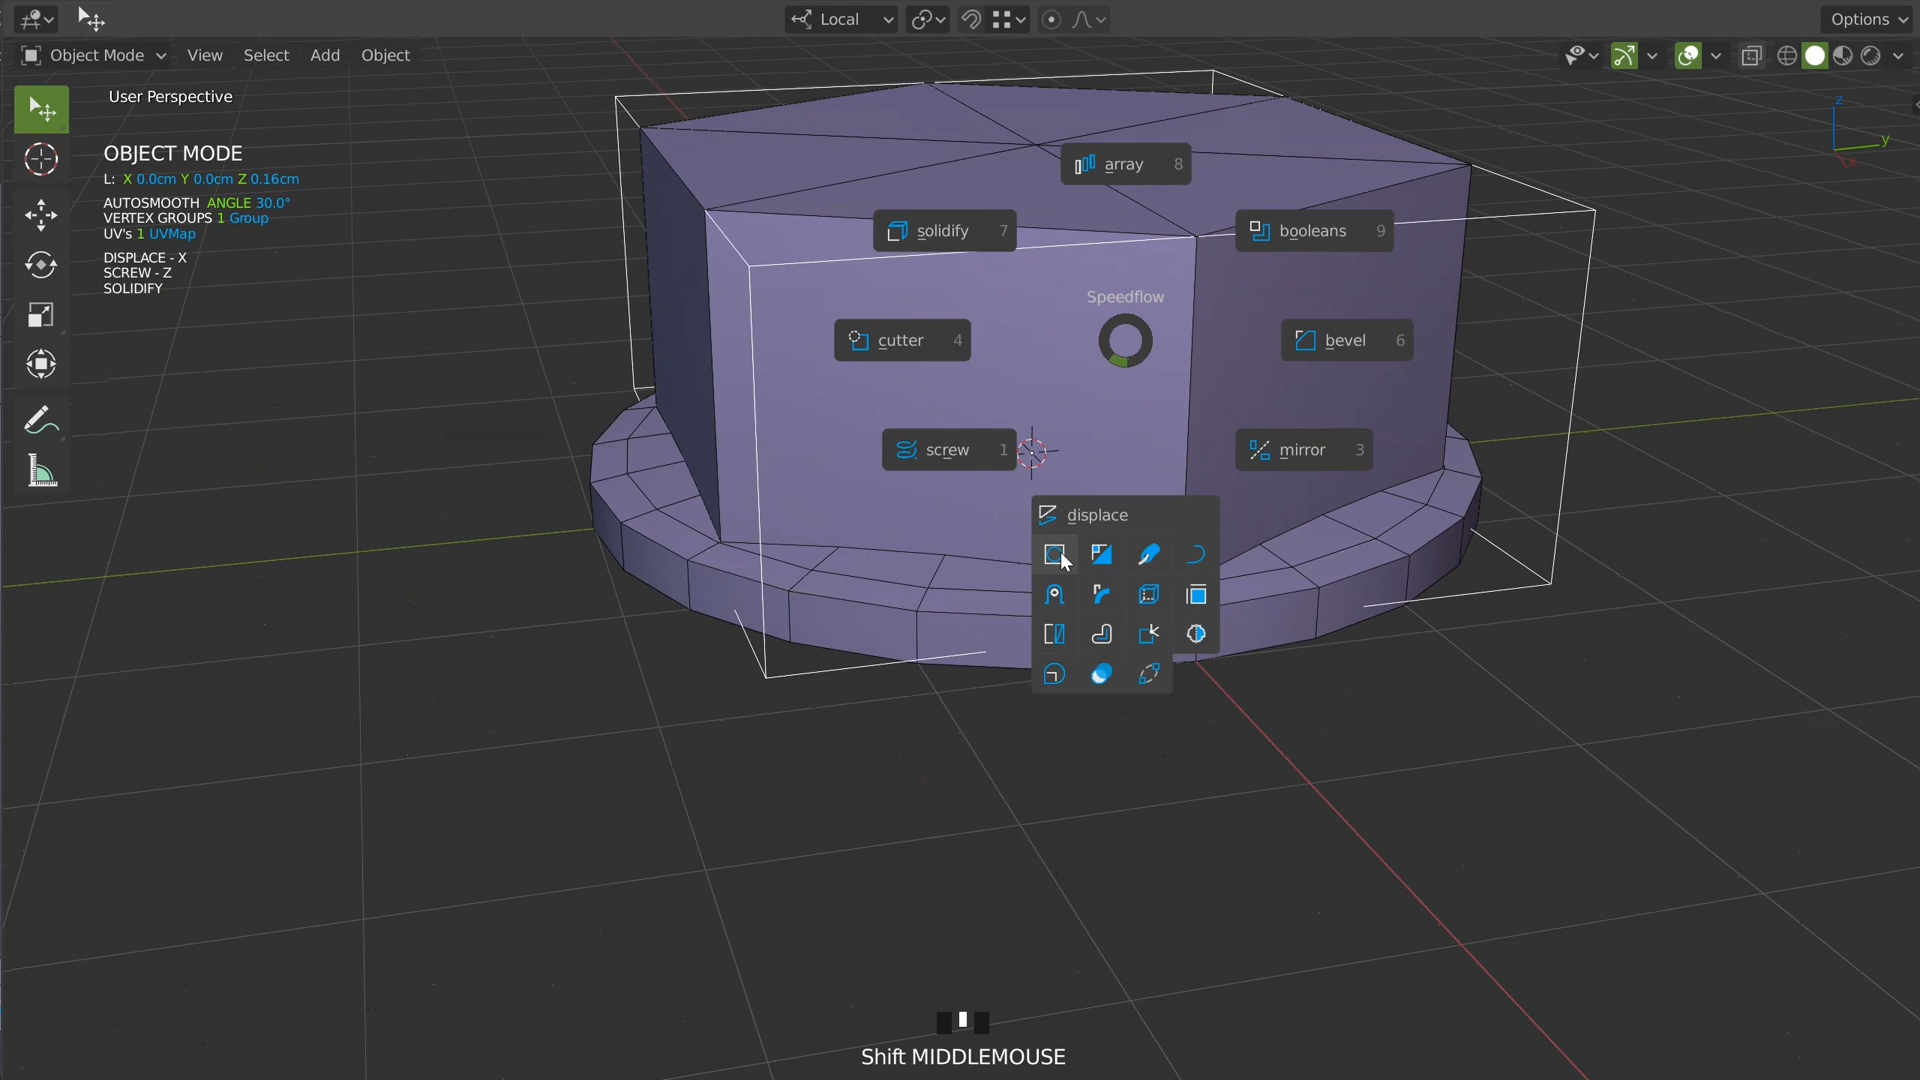 Local
Options
Object Mode
View
Select
Add
Object
User Perspective
OBJECT MODE
L: X 0.0cm Y 0.0cm Z 0.16cm
AUTOSMOOTH ANGLE 30.0°
VERTEX GROUPS 1 Group
UV's 1 UVMap
DISPLACE - X
SCREW - Z
SOLIDIFY
z
y
x
array 8
solidify 7
booleans 9
Speedflow
cutter 4
bevel 6
screw 1
mirror 3
displace
Shift MIDDLEMOUSE